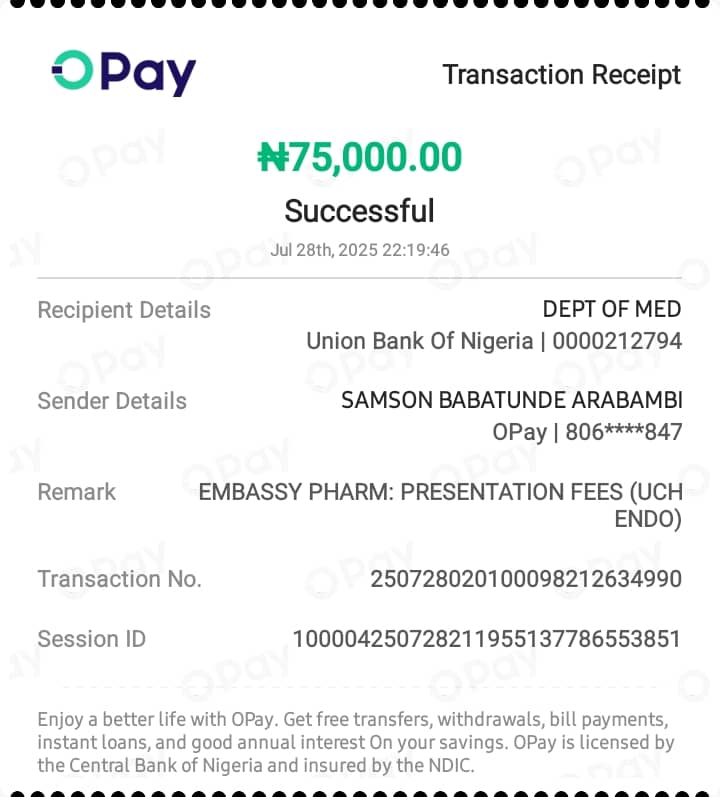 OPay
Transaction Receipt
₦75,000.00
Successful
Jul 28th, 2025 22:19:46
Recipient Details
DEPT OF MED
Union Bank Of Nigeria | 0000212794
Sender Details
SAMSON BABATUNDE ARABAMBI
OPay | 806****847
Remark
EMBASSY PHARM: PRESENTATION FEES (UCH
ENDO)
Transaction No.
250728020100098212634990
Session ID
100004250728211955137786553851
Enjoy a better life with OPay. Get free transfers, withdrawals, bill payments,
instant loans, and good annual interest On your savings. OPay is licensed by
the Central Bank of Nigeria and insured by the NDIC.